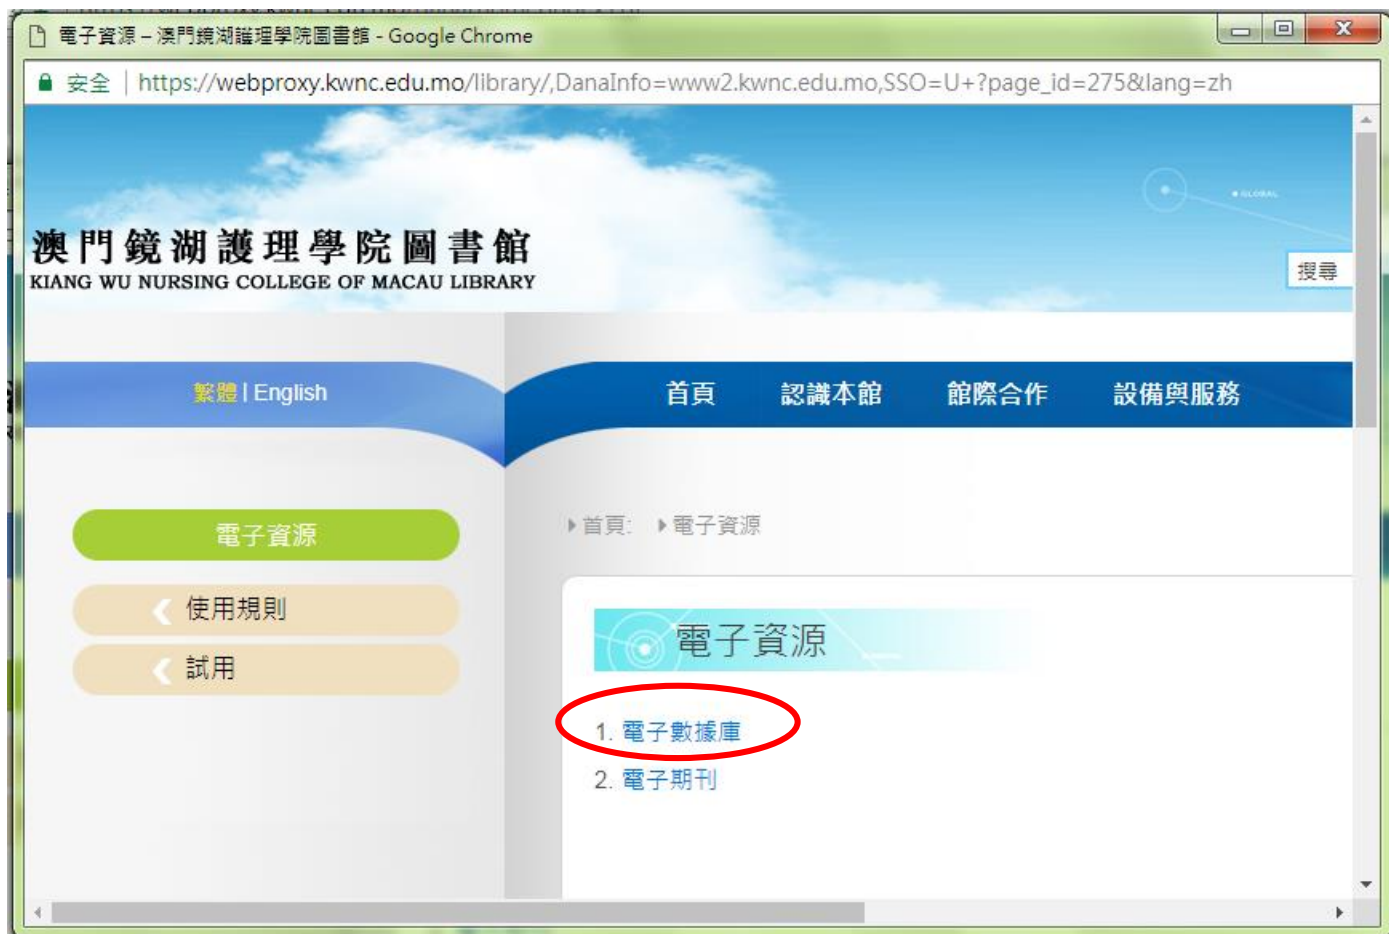 電子資源 – 澳門鏡湖護理學院圖書館 - Google Chrome
安全 | https://webproxy.kwnc.edu.mo/library/,DanaInfo=www2.kwnc.edu.mo,SSO=U+?page_id=275&lang=zh
GLOBAL
澳門鏡湖護理學院圖書館
KIANG WU NURSING COLLEGE OF MACAU LIBRARY
搜尋
繁體 | English
首頁 認識本館 館際合作 設備與服務
電子資源
使用規則
試用
首頁: 電子資源
電子資源
1. 電子數據庫
2. 電子期刊